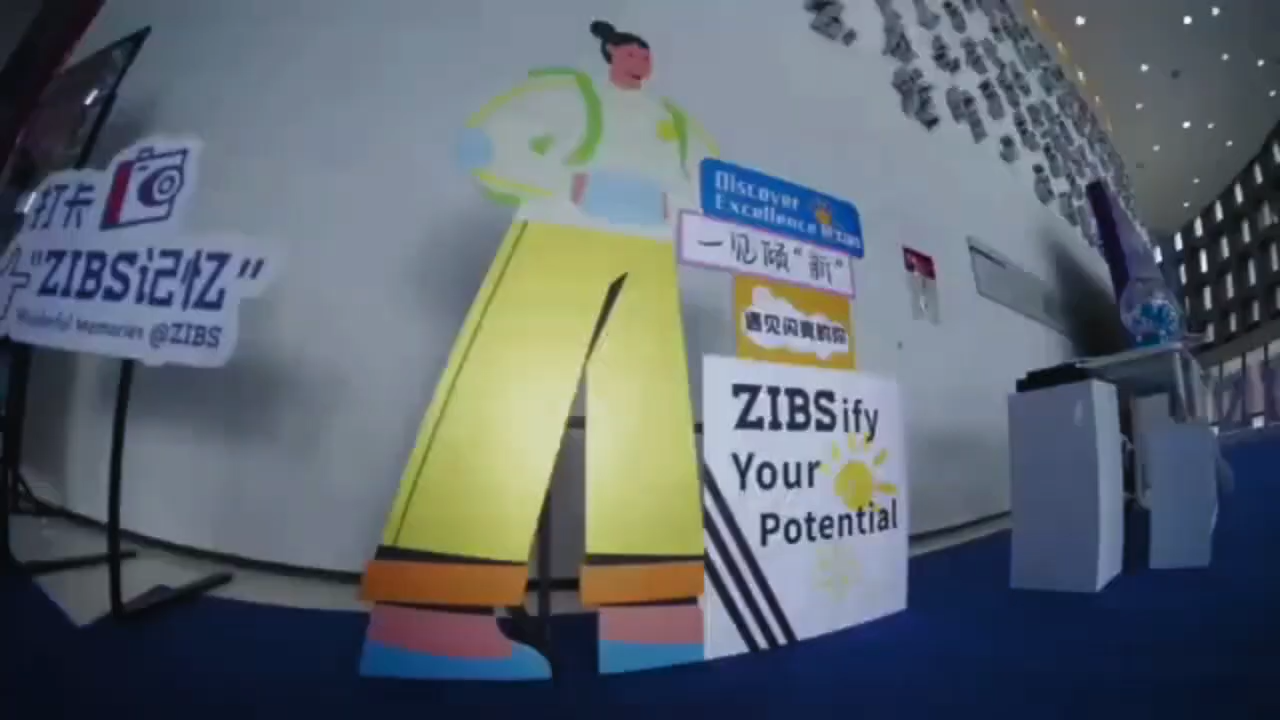 打卡
"ZIBS记忆"
Wonderful Memories @ZIBS
Discover
Excellence @ZIBS
一见倾"新"
遇见闪亮的你
ZIBSify
Your
Potential